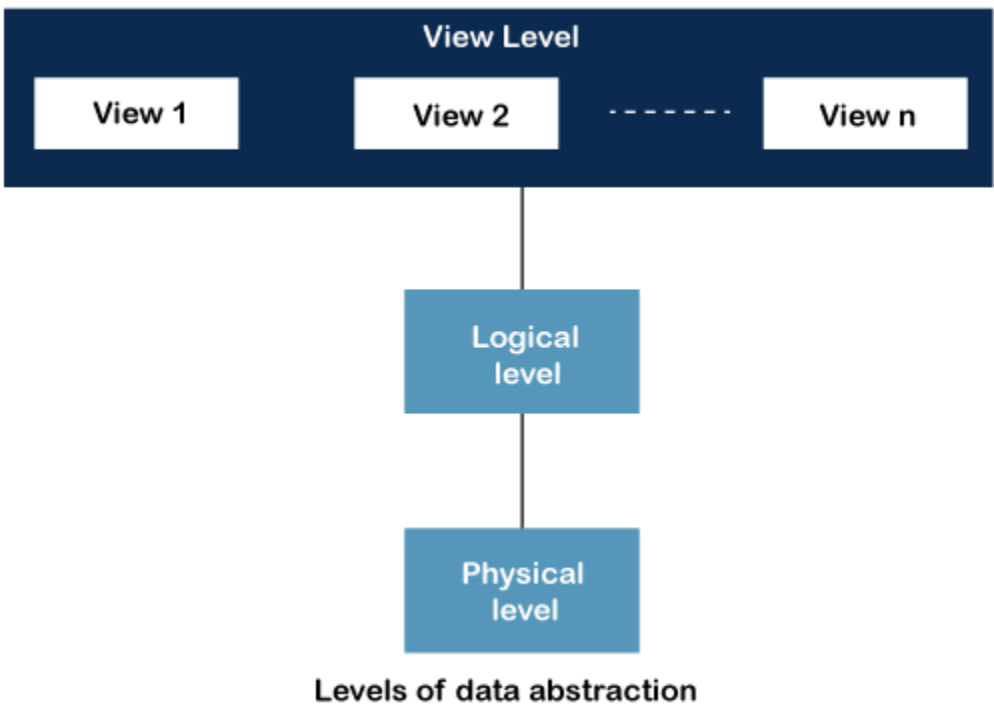 View Level
View 1
View 2
View n
Logical
level
Physical
level
Levels of data abstraction